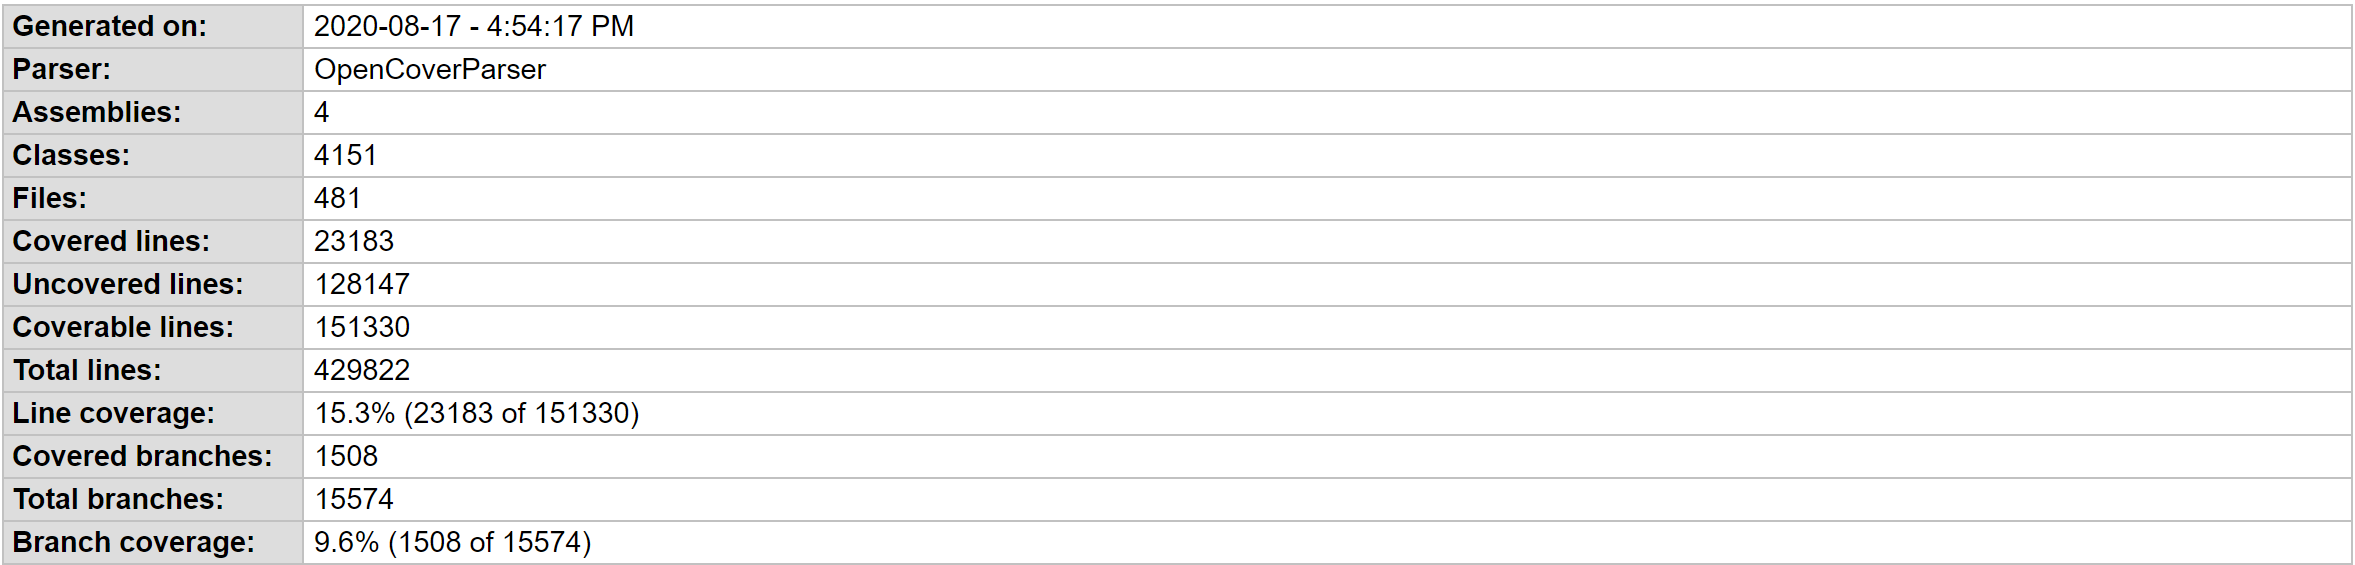 Generated on: 2020-08-17 - 4:54:17 PM
Parser: OpenCoverParser
Assemblies: 4
Classes: 4151
Files: 481
Covered lines: 23183
Uncovered lines: 128147
Coverable lines: 151330
Total lines: 429822
Line coverage: 15.3% (23183 of 151330)
Covered branches: 1508
Total branches: 15574
Branch coverage: 9.6% (1508 of 15574)